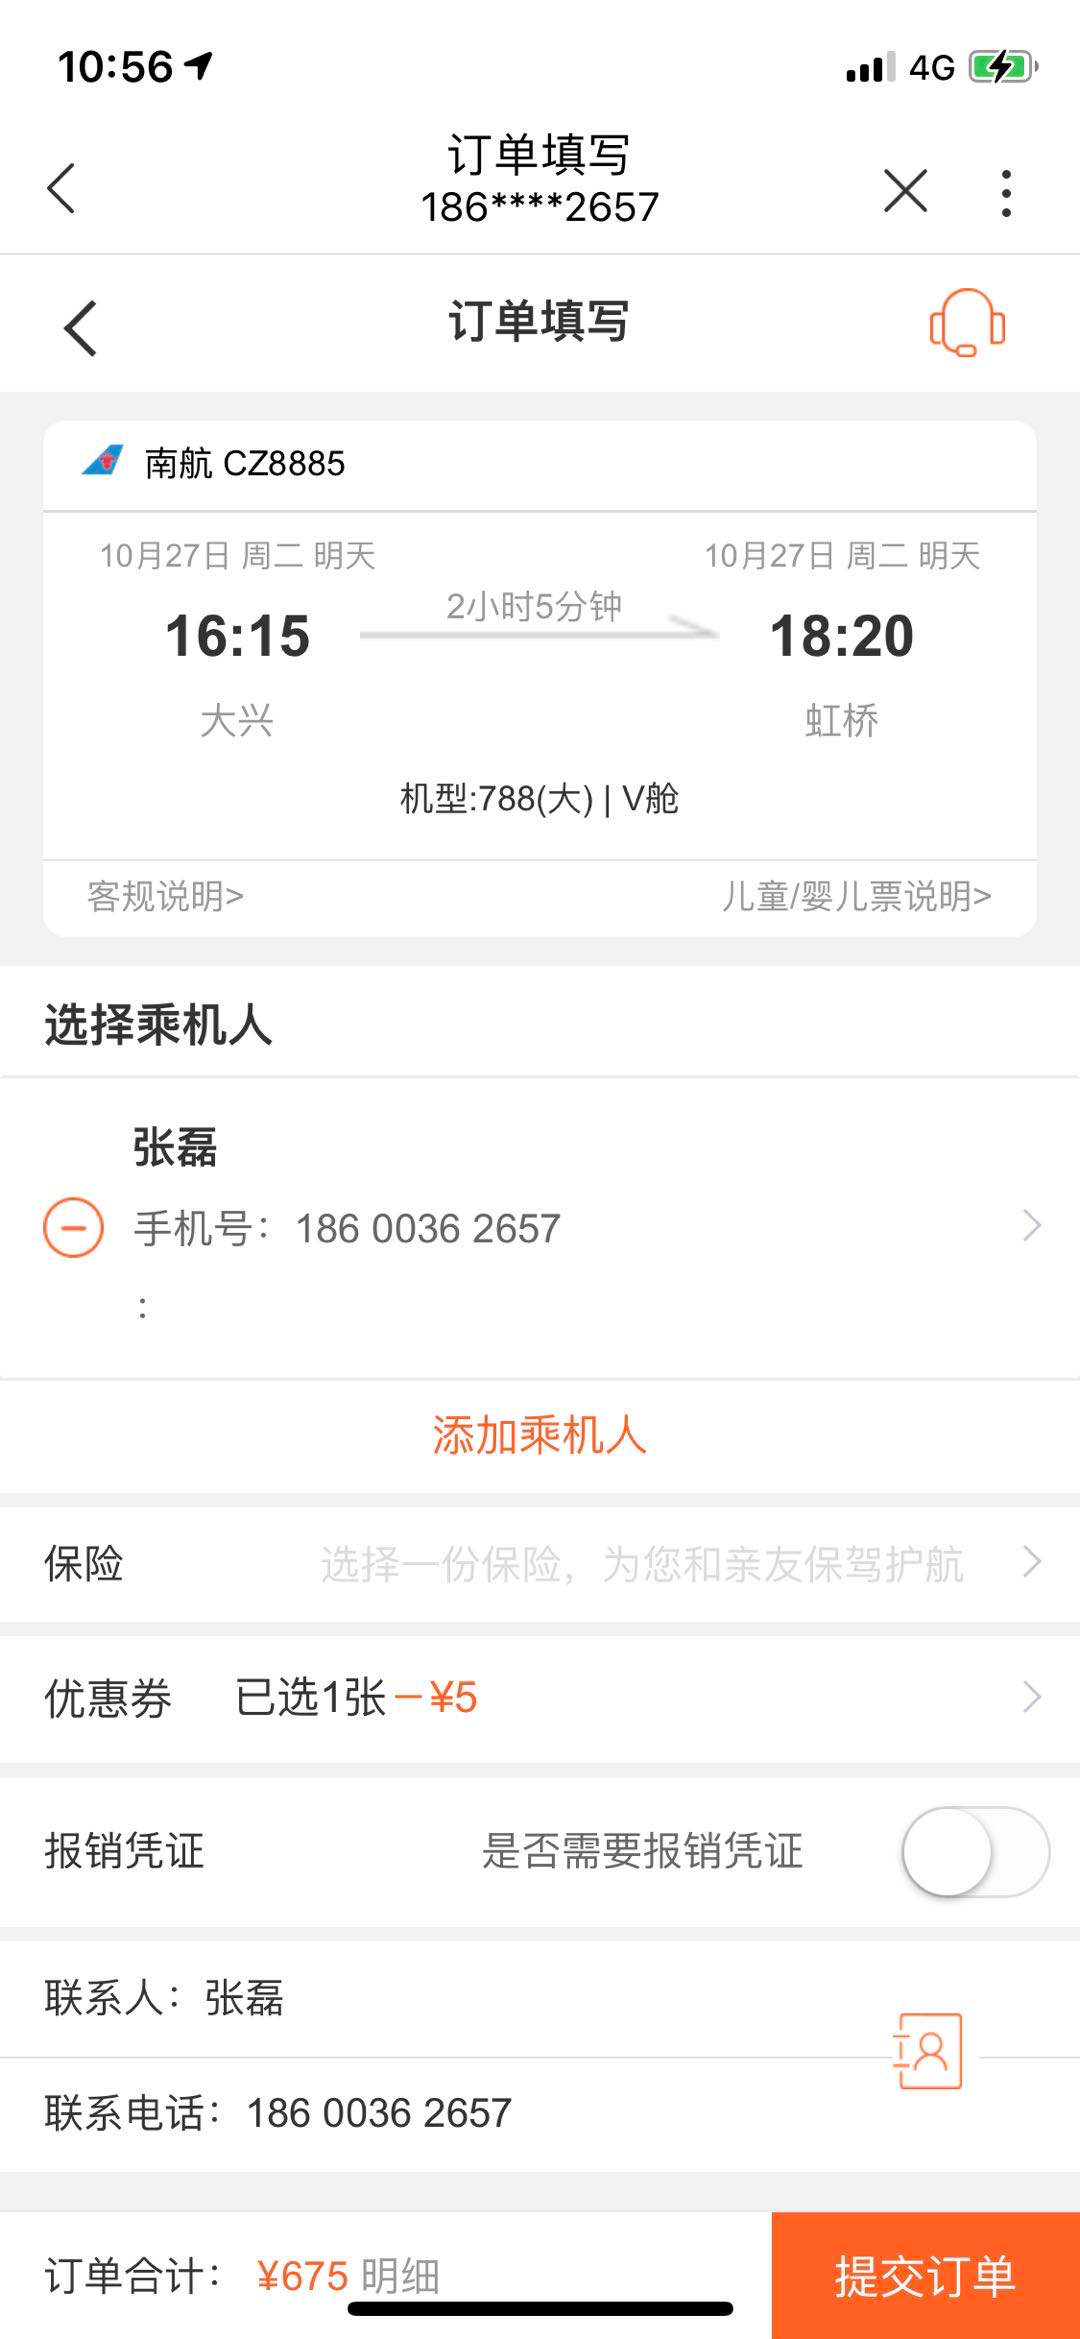 10:56
4G
订单填写
186****2657
订单填写
南航 CZ8885
10月27日 周二 明天
10月27日 周二 明天
2小时5分钟
16:15
18:20
大兴
虹桥
机型:788(大) | V舱
客规说明>
儿童/婴儿票说明>
选择乘机人
张磊
手机号：186 0036 2657
:
添加乘机人
保险
选择一份保险，为您和亲友保驾护航
优惠券
已选1张－¥5
报销凭证
是否需要报销凭证
联系人：张磊
联系电话：186 0036 2657
订单合计：¥675 明细
提交订单